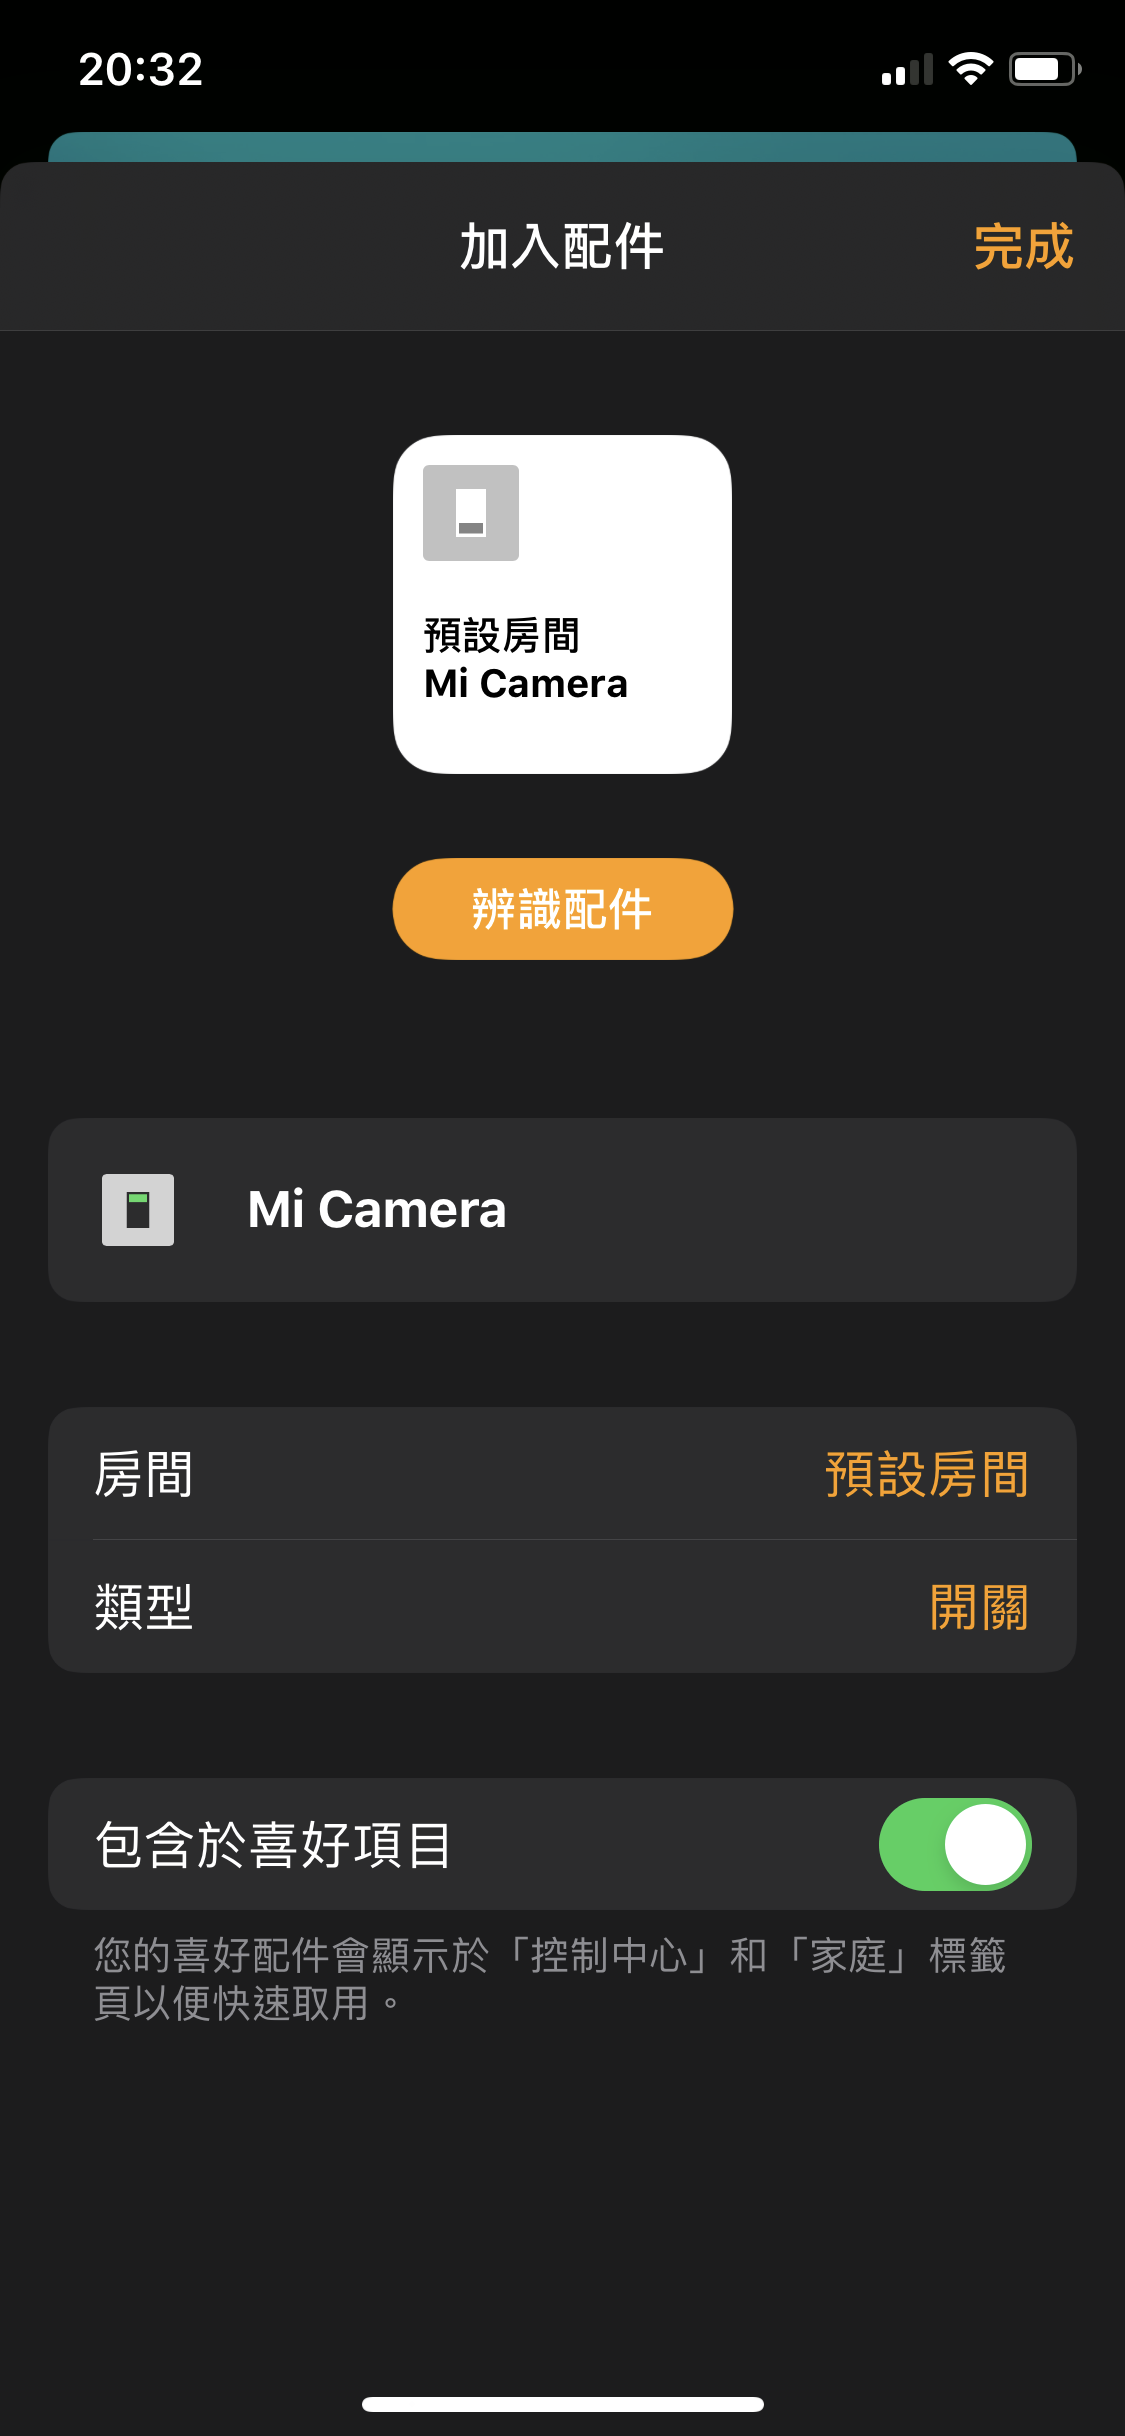 20:32
加入配件
完成
預設房間
Mi Camera
辨識配件
Mi Camera
房間
預設房間
類型
開關
包含於喜好項目
您的喜好配件會顯示於「控制中心」和「家庭」標籤
頁以便快速取用。